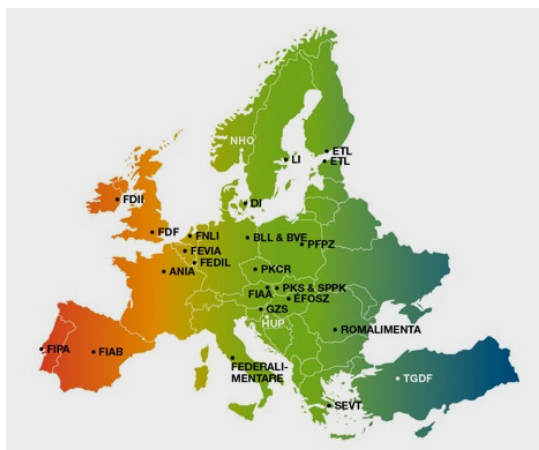 NHO
LI
ETL
ETL
FDII
DI
FDF
FNLI
BLL & BVE
PFPZ
FEVIA
FEDIL
ANIA
PKCR
FIAA
PKS & SPPK
ÉFOSZ
GZS
HUP
ROMALIMENTA
FIPA
FIAB
FEDERALI-
MENTARE
TGDF
SEVT